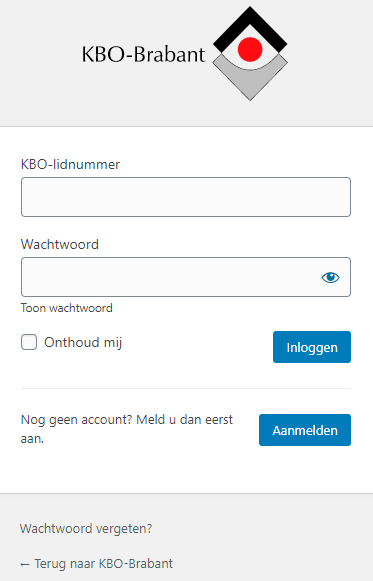 KBO-Brabant
KBO-lidnummer
Wachtwoord
Toon wachtwoord
Onthoud mij
Inloggen
Nog geen account? Meld u dan eerst
aan.
Aanmelden
Wachtwoord vergeten?
← Terug naar KBO-Brabant